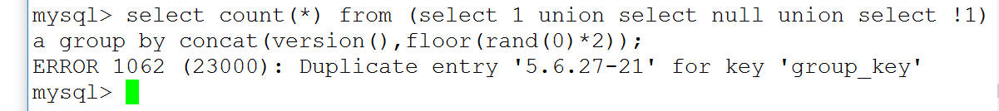 mysql> select count(*) from (select 1 union select null union select !1)
a group by concat(version(),floor(rand(0)*2));
ERROR 1062 (23000): Duplicate entry '5.6.27-21' for key 'group_key'
mysql>